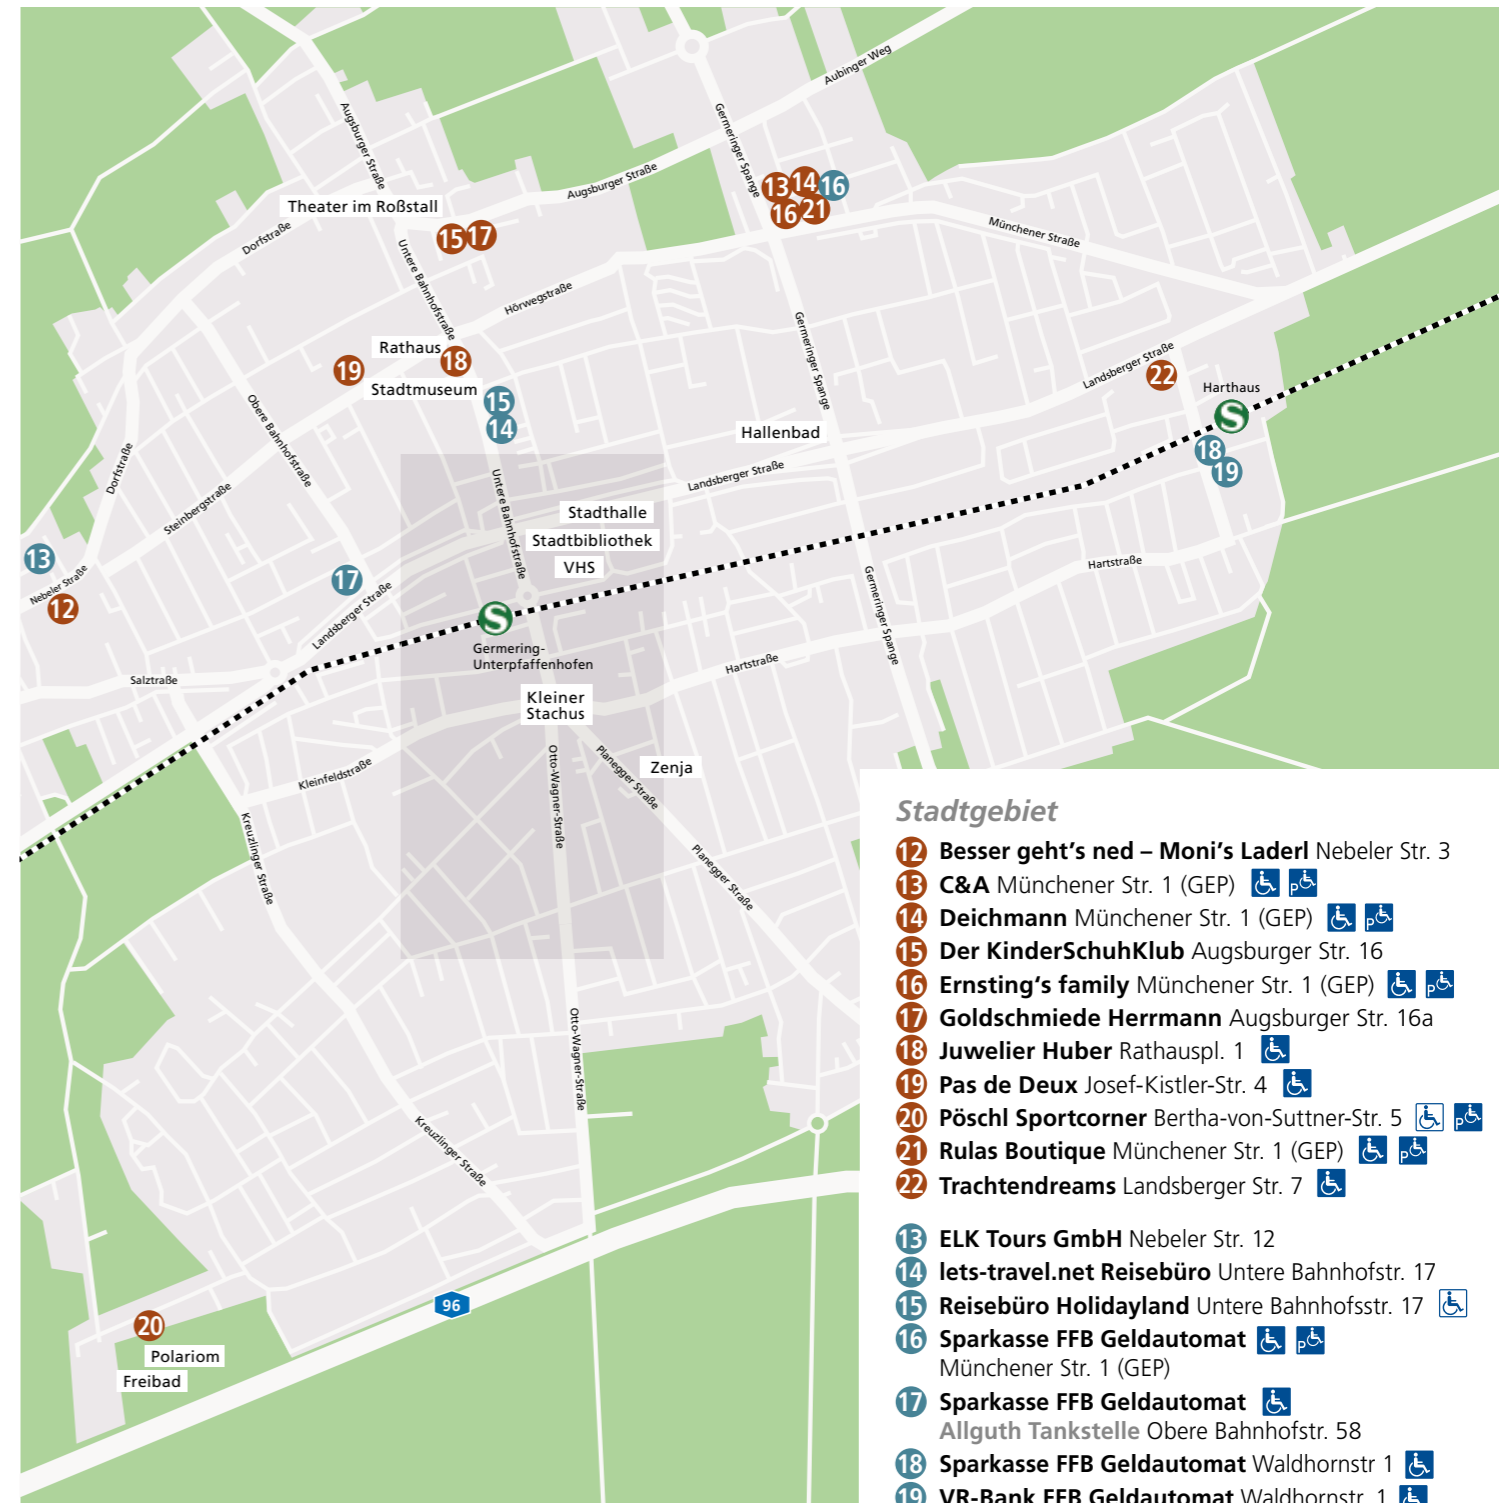 Aubinger Weg
Germeringer Spange
Augsburger Straße
Augsburger Straße
13 14 16
16 21
Theater im Roßstall
15 17
Dorfstraße
Untere Bahnhofstraße
Münchener Straße
Hörwegstraße
Germeringer Spange
Rathaus
18
19
Stadtmuseum
Landsberger Straße
22
Harthaus
S
15
14
Obere Bahnhofstraße
Hallenbad
18
19
Dorfstraße
Steinbergstraße
Untere Bahnhofstraße
Landsberger Straße
Stadthalle
Stadtbibliothek
VHS
13
Nebeler Straße
12
17
Landsberger Straße
Hartstraße
Germeringer Spange
S
Germering-
Unterpfaffenhofen
Salztraße
Hartstraße
Kleiner
Stachus
Kleinfeldstraße
Otto-Wagner-Straße
Planegger Straße
Zenja
Kreuzlinger Straße
Planegger Straße
Otto-Wagner-Straße
Kreuzlinger Straße
96
20
Polariom
Freibad
Stadtgebiet
12 Besser geht's ned – Moni's Laderl Nebeler Str. 3
13 C&A Münchener Str. 1 (GEP) P
14 Deichmann Münchener Str. 1 (GEP) P
15 Der KinderSchuhKlub Augsburger Str. 16
16 Ernsting's family Münchener Str. 1 (GEP) P
17 Goldschmiede Herrmann Augsburger Str. 16a
18 Juwelier Huber Rathauspl. 1
19 Pas de Deux Josef-Kistler-Str. 4
20 Pöschl Sportcorner Bertha-von-Suttner-Str. 5 P
21 Rulas Boutique Münchener Str. 1 (GEP) P
22 Trachtendreams Landsberger Str. 7
13 ELK Tours GmbH Nebeler Str. 12
14 lets-travel.net Reisebüro Untere Bahnhofstr. 17
15 Reisebüro Holidayland Untere Bahnhofsstr. 17
16 Sparkasse FFB Geldautomat P
Münchener Str. 1 (GEP)
17 Sparkasse FFB Geldautomat
Allguth Tankstelle Obere Bahnhofstr. 58
18 Sparkasse FFB Geldautomat Waldhornstr 1
19 VR-Bank FFB Geldautomat Waldhornstr. 1